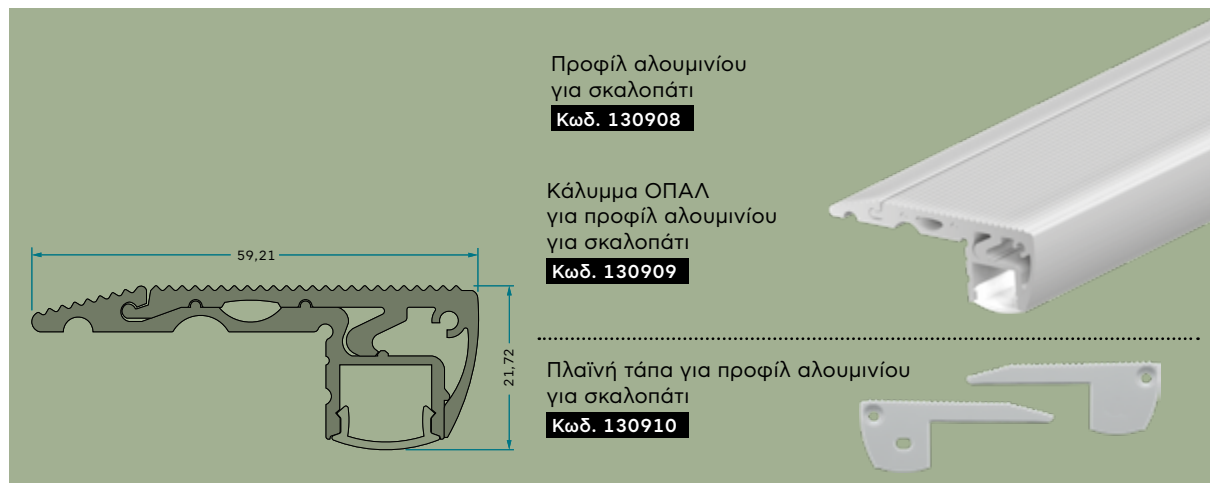 Προφίλ αλουμινίου
για σκαλοπάτι
Κωδ. 130908
Κάλυμμα ΟΠΑΛ
για προφίλ αλουμινίου
για σκαλοπάτι
Κωδ. 130909
59,21
21,72
Πλαϊνή τάπα για προφίλ αλουμινίου
για σκαλοπάτι
Κωδ. 130910